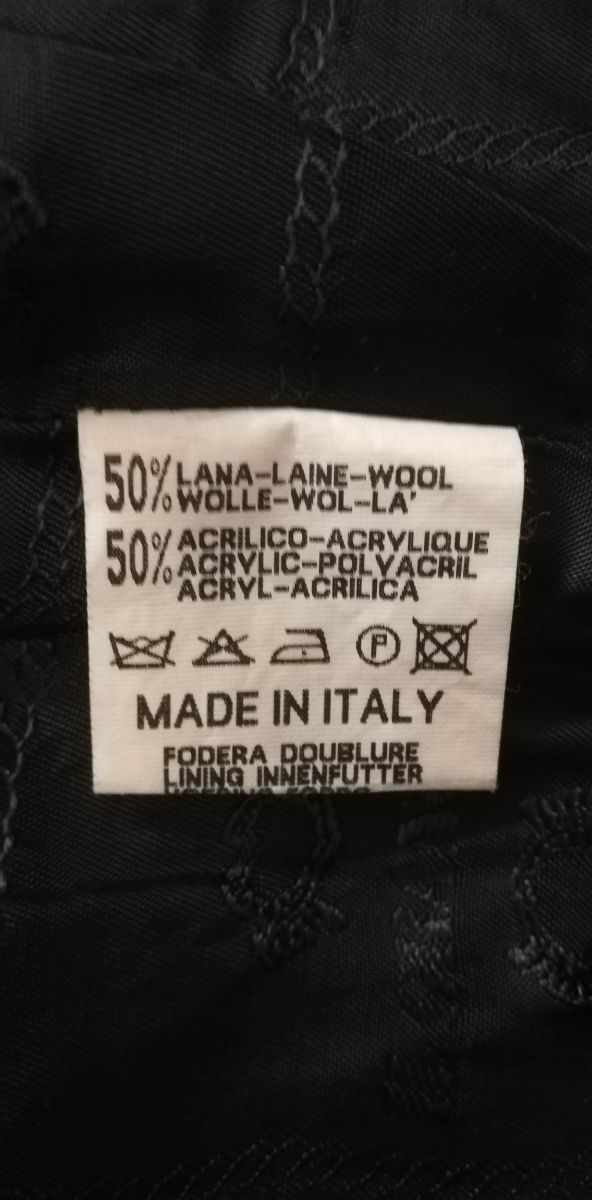 50% LANA-LAINE-WOOL
WOLLE-WOL-LA'
50% ACRILICO-ACRYLIQUE
ACRYLIC-POLYACRIL
ACRYL-ACRILICA
P
MADE IN ITALY
FODERA DOUBLURE
LINING INNENFUTTER